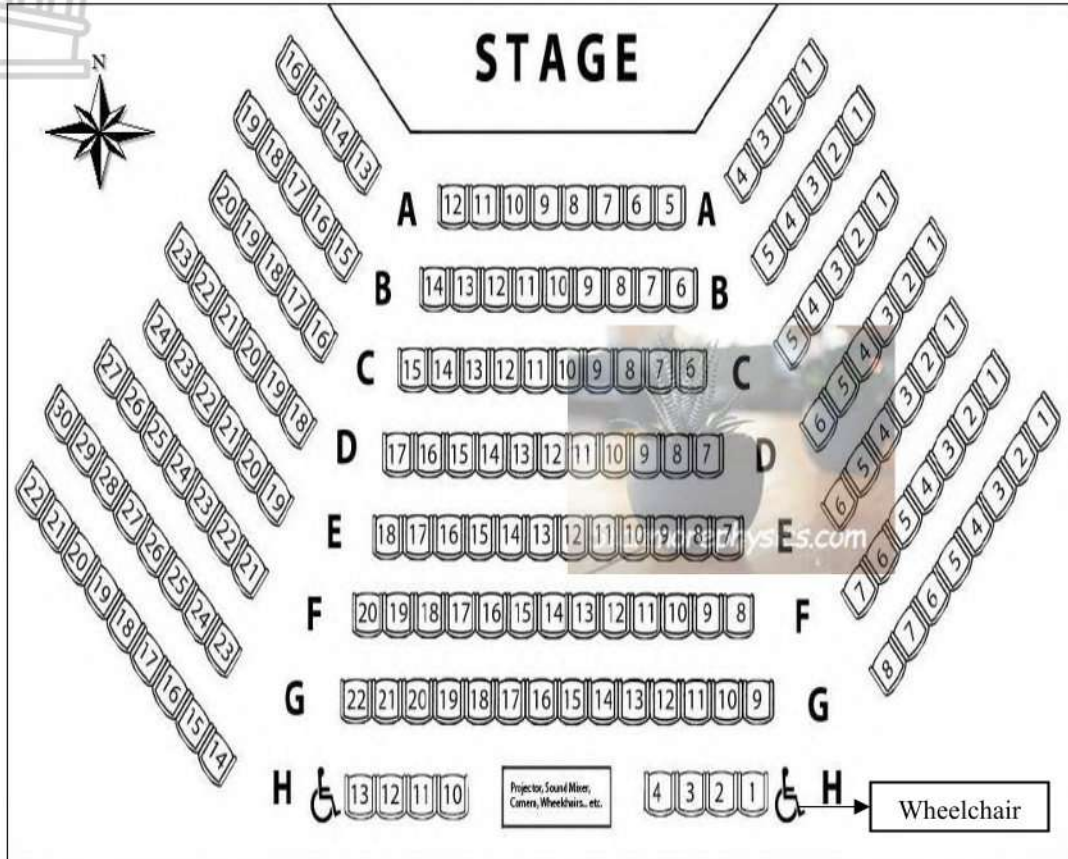 STAGE
N
16 15 14 13
A 12 11 10 9 8 7 6 5 A
4 3 2 1
19 18 17 16 15
B 14 13 12 11 10 9 8 7 6 B
5 4 3 2 1
20 19 18 17 16
C 15 14 13 12 11 10 9 8 7 6 C
5 4 3 2 1
23 22 21 20 19 18
D 17 16 15 14 13 12 11 10 9 8 7 D
6 5 4 3 2 1
24 23 22 21 20 19
E 18 17 16 15 14 13 12 11 10 9 8 7 E
6 5 4 3 2 1
27 26 25 24 23 22 21
F 20 19 18 17 16 15 14 13 12 11 10 9 8 F
7 6 5 4 3 2 1
30 29 28 27 26 25 24 23
G 22 21 20 19 18 17 16 15 14 13 12 11 10 9 G
8 7 6 5 4 3 2 1
22 21 20 19 18 17 16 15 14
H 13 12 11 10
Projector, Sound Mixer,
Camera, Wheelchairs... etc.
4 3 2 1 H
Wheelchair